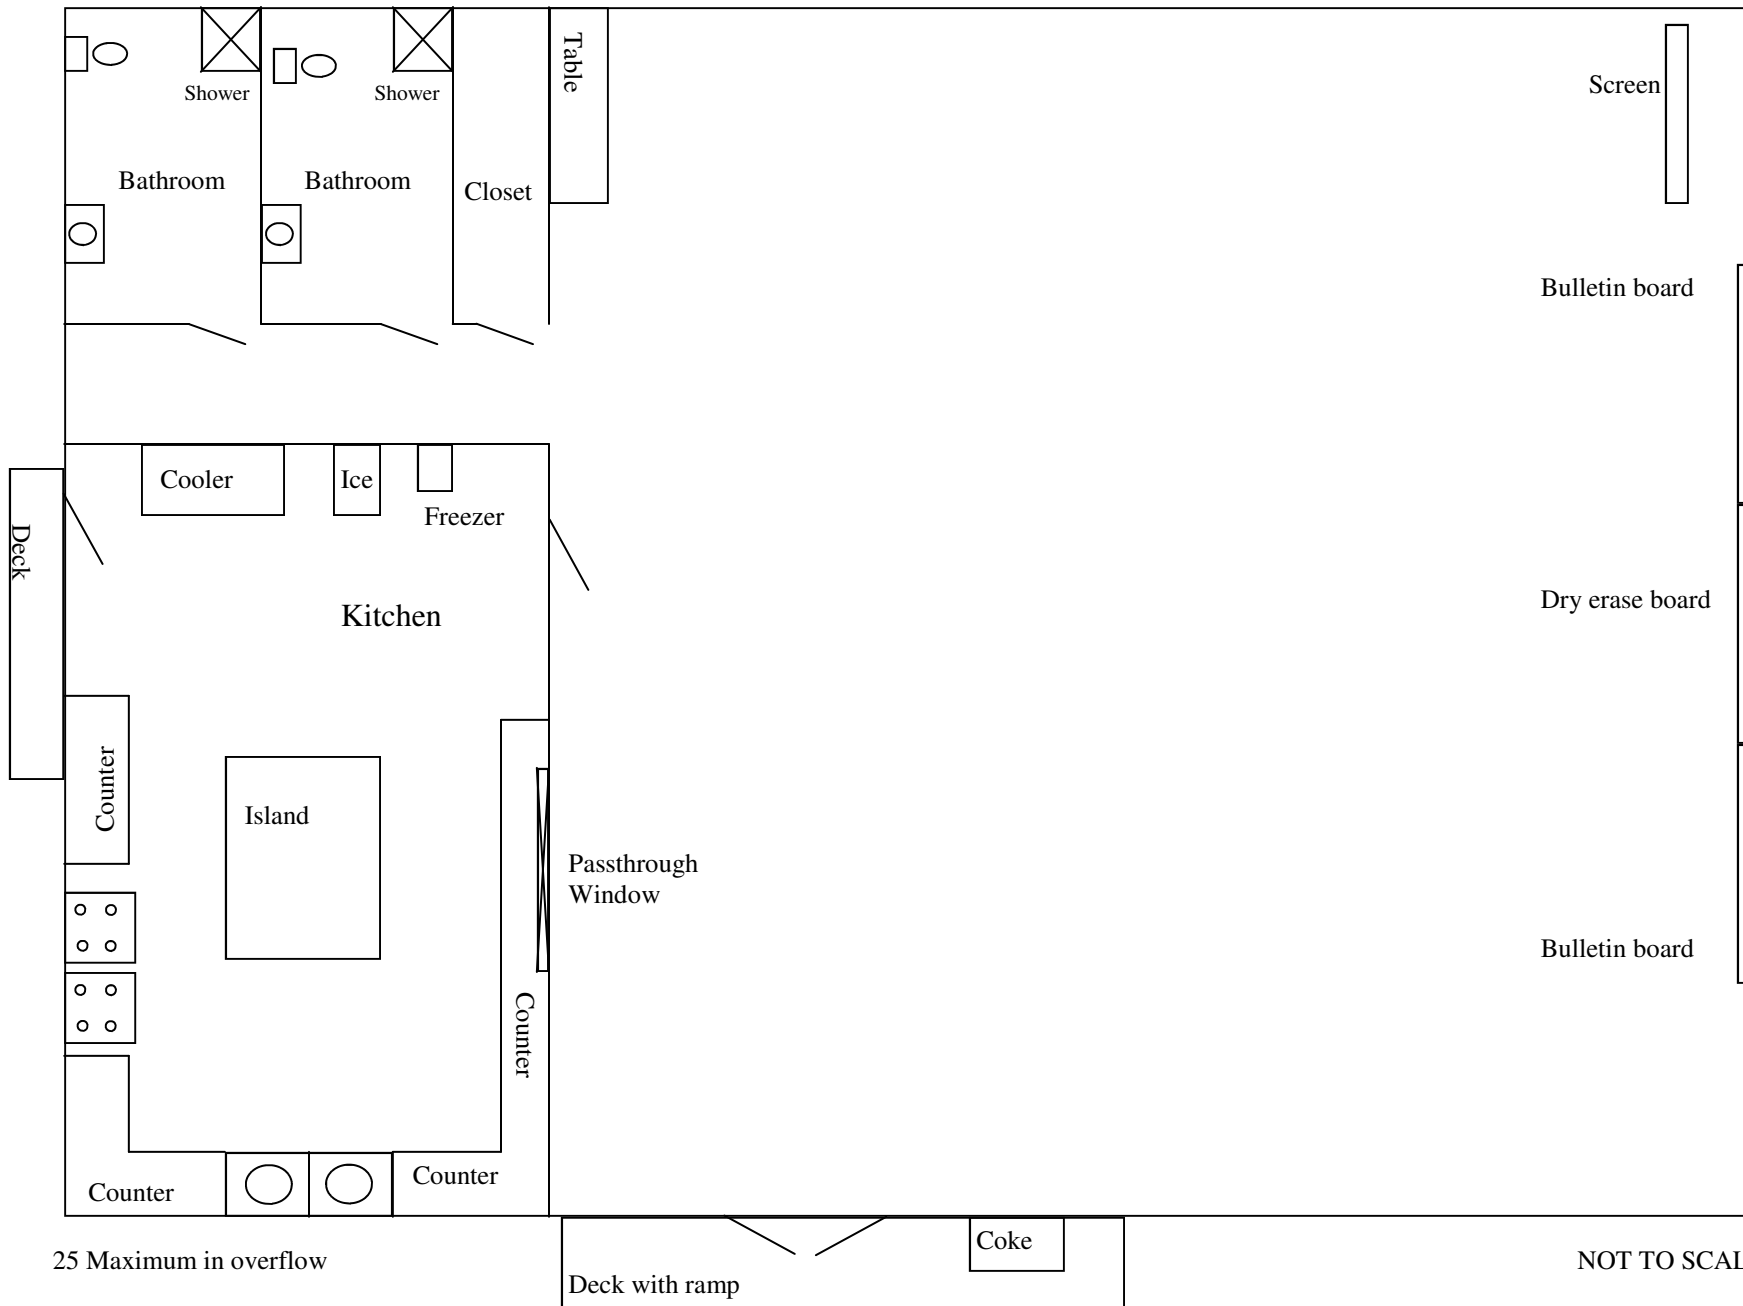 Table
Screen
Shower
Shower
Bathroom
Bathroom
Closet
Bulletin board
Cooler
Ice
Freezer
Deck
Kitchen
Dry erase board
Counter
Island
Passthrough
Window
Bulletin board
Counter
Counter
Counter
Coke
25 Maximum in overflow
Deck with ramp
NOT TO SCAL